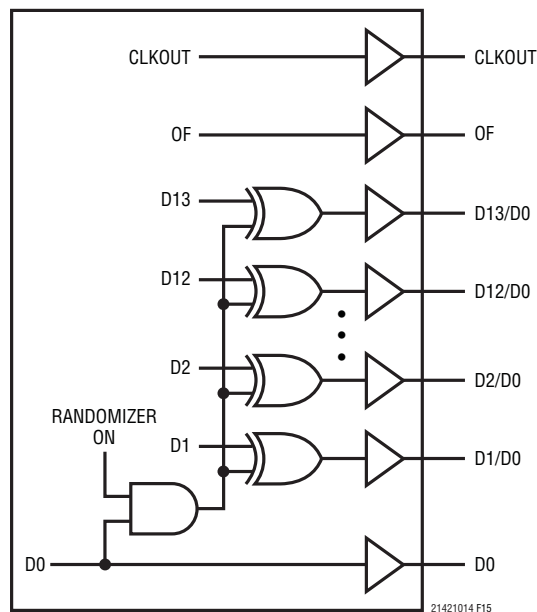 CLKOUT
CLKOUT
OF
OF
D13
D13/D0
D12
D12/D0
D2
D2/D0
RANDOMIZER
ON
D1
D1/D0
D0
D0
21421014 F15